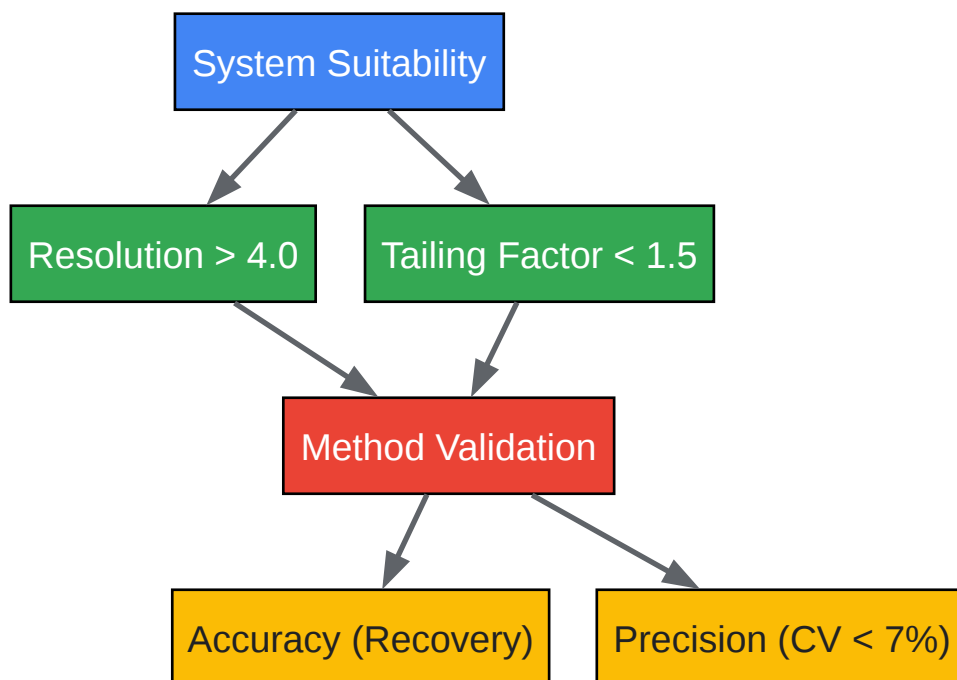 System Suitability
Resolution > 4.0
Tailing Factor < 1.5
Method Validation
Accuracy (Recovery)
Precision (CV < 7%)